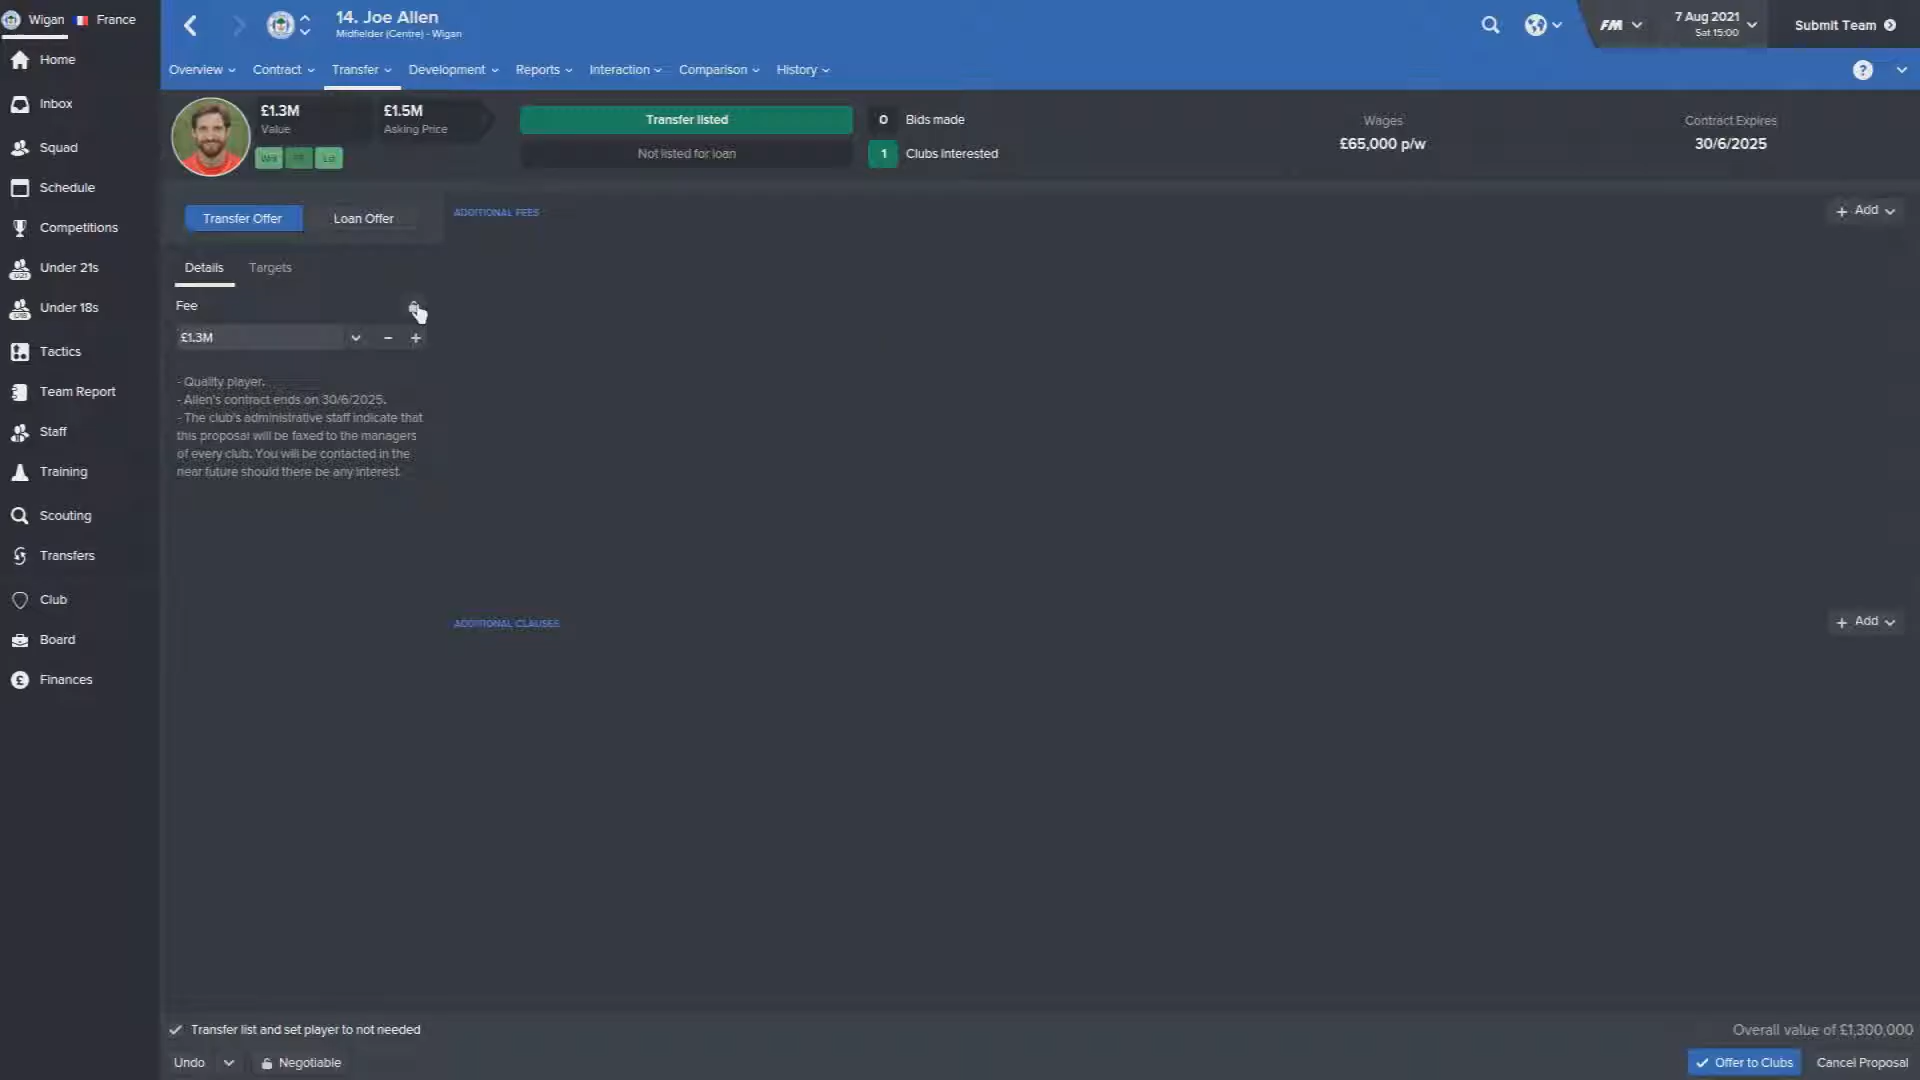 Wigan France
14. Joe Allen
Midfielder (Centre) - Wigan
FM
7 Aug 2021
Sat 15:00
Submit Team
Home
Inbox
Squad
Schedule
Competitions
Under 21s
Under 18s
Tactics
Team Report
Staff
Training
Scouting
Transfers
Club
Board
Finances
Overview Contract Transfer Development Reports Interaction Comparison History
?
£1.3M
Value
£1.5M
Asking Price
Wnt
Lst
Transfer listed
Not listed for loan
0 Bids made
1 Clubs Interested
Wages
£65,000 p/w
Contract Expires
30/6/2025
Transfer Offer Loan Offer
Details Targets
Fee
£1.3M
- Quality player.
- Allen's contract ends on 30/6/2025.
- The club's administrative staff indicate that
this proposal will be faxed to the managers
of every club. You will be contacted in the
near future should there be any interest.
ADDITIONAL FEES
+ Add
ADDITIONAL CLAUSES
+ Add
Transfer list and set player to not needed
Overall value of £1,300,000
Undo Negotiable
Offer to Clubs Cancel Proposal